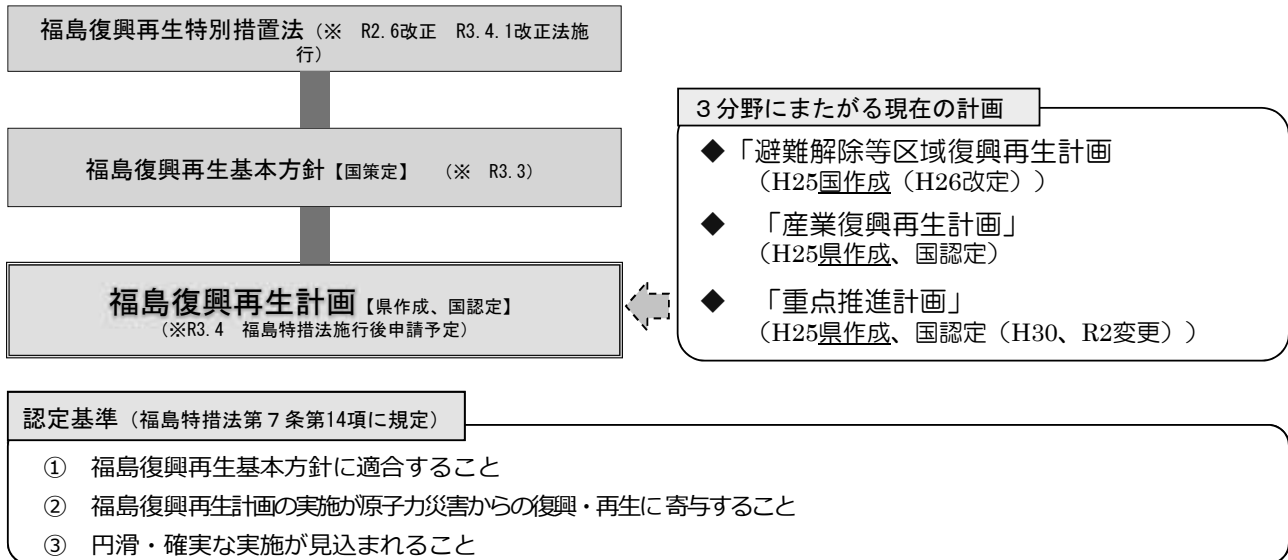 福島復興再生特別措置法（※　R2.6改正　R3.4.1改正法施
行）
福島復興再生基本方針【国策定】　（※　R3.3）
福島復興再生計画【県作成、国認定】
（※R3.4　福島特措法施行後申請予定）
３分野にまたがる現在の計画
◆「避難解除等区域復興再生計画
（H25国作成（H26改定））
◆　「産業復興再生計画」
（H25県作成、国認定）
◆　「重点推進計画」
（H25県作成、国認定（H30、R2変更））
認定基準（福島特措法第７条第14項に規定）
①　福島復興再生基本方針に適合すること
②　福島復興再生計画の実施が原子力災害からの復興・再生に寄与すること
③　円滑・確実な実施が見込まれること